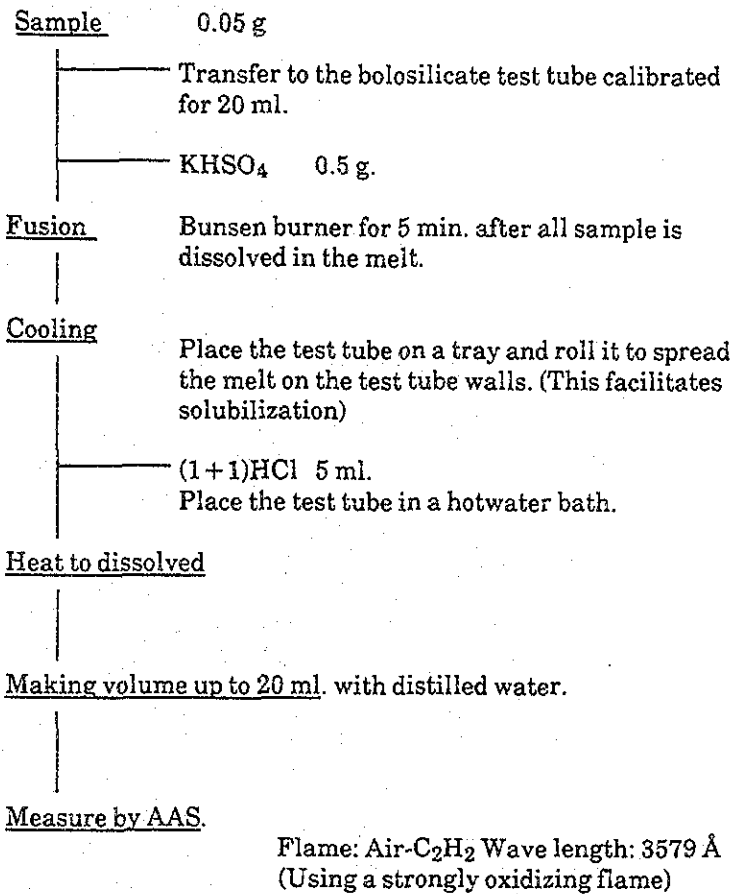 Sample 0.05 g
Transfer to the bolosilicate test tube calibrated
for 20 ml.
KHSO₄ 0.5 g.
Fusion Bunsen burner for 5 min. after all sample is
dissolved in the melt.
Cooling
Place the test tube on a tray and roll it to spread
the melt on the test tube walls. (This facilitates
solubilization)
(1+1)HCl 5 ml.
Place the test tube in a hotwater bath.
Heat to dissolved
Making volume up to 20 ml. with distilled water.
Measure by AAS.
Flame: Air-C₂H₂ Wave length: 3579 Å
(Using a strongly oxidizing flame)